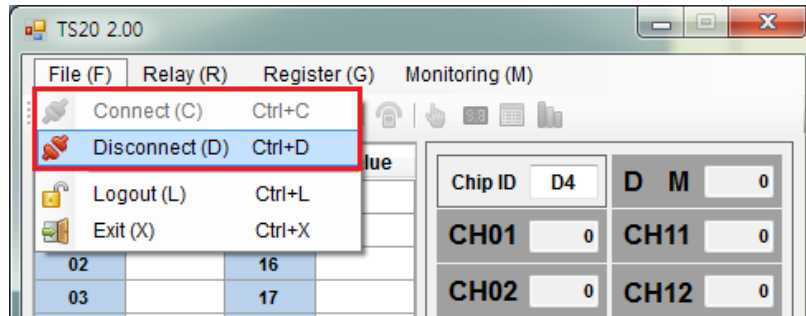 TS20 2.00
File (F) Relay (R) Register (G) Monitoring (M)
Connect (C) Ctrl+C
Disconnect (D) Ctrl+D
lue
Logout (L) Ctrl+L
Exit (X) Ctrl+X
02 16
03 17
Chip ID D4 D M 0
CH01 0 CH11 0
CH02 0 CH12 0